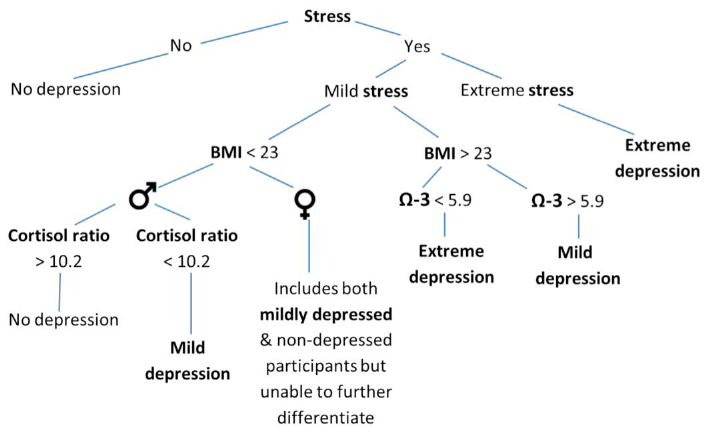 Stress
No
Yes
No depression
Mild stress
Extreme stress
BMI < 23
BMI > 23
Extreme
depression
♂
♀
Ω-3 < 5.9
Ω-3 > 5.9
Cortisol ratio
> 10.2
Cortisol ratio
< 10.2
Extreme
depression
Mild
depression
No depression
Mild
depression
Includes both
mildly depressed
& non-depressed
participants but
unable to further
differentiate